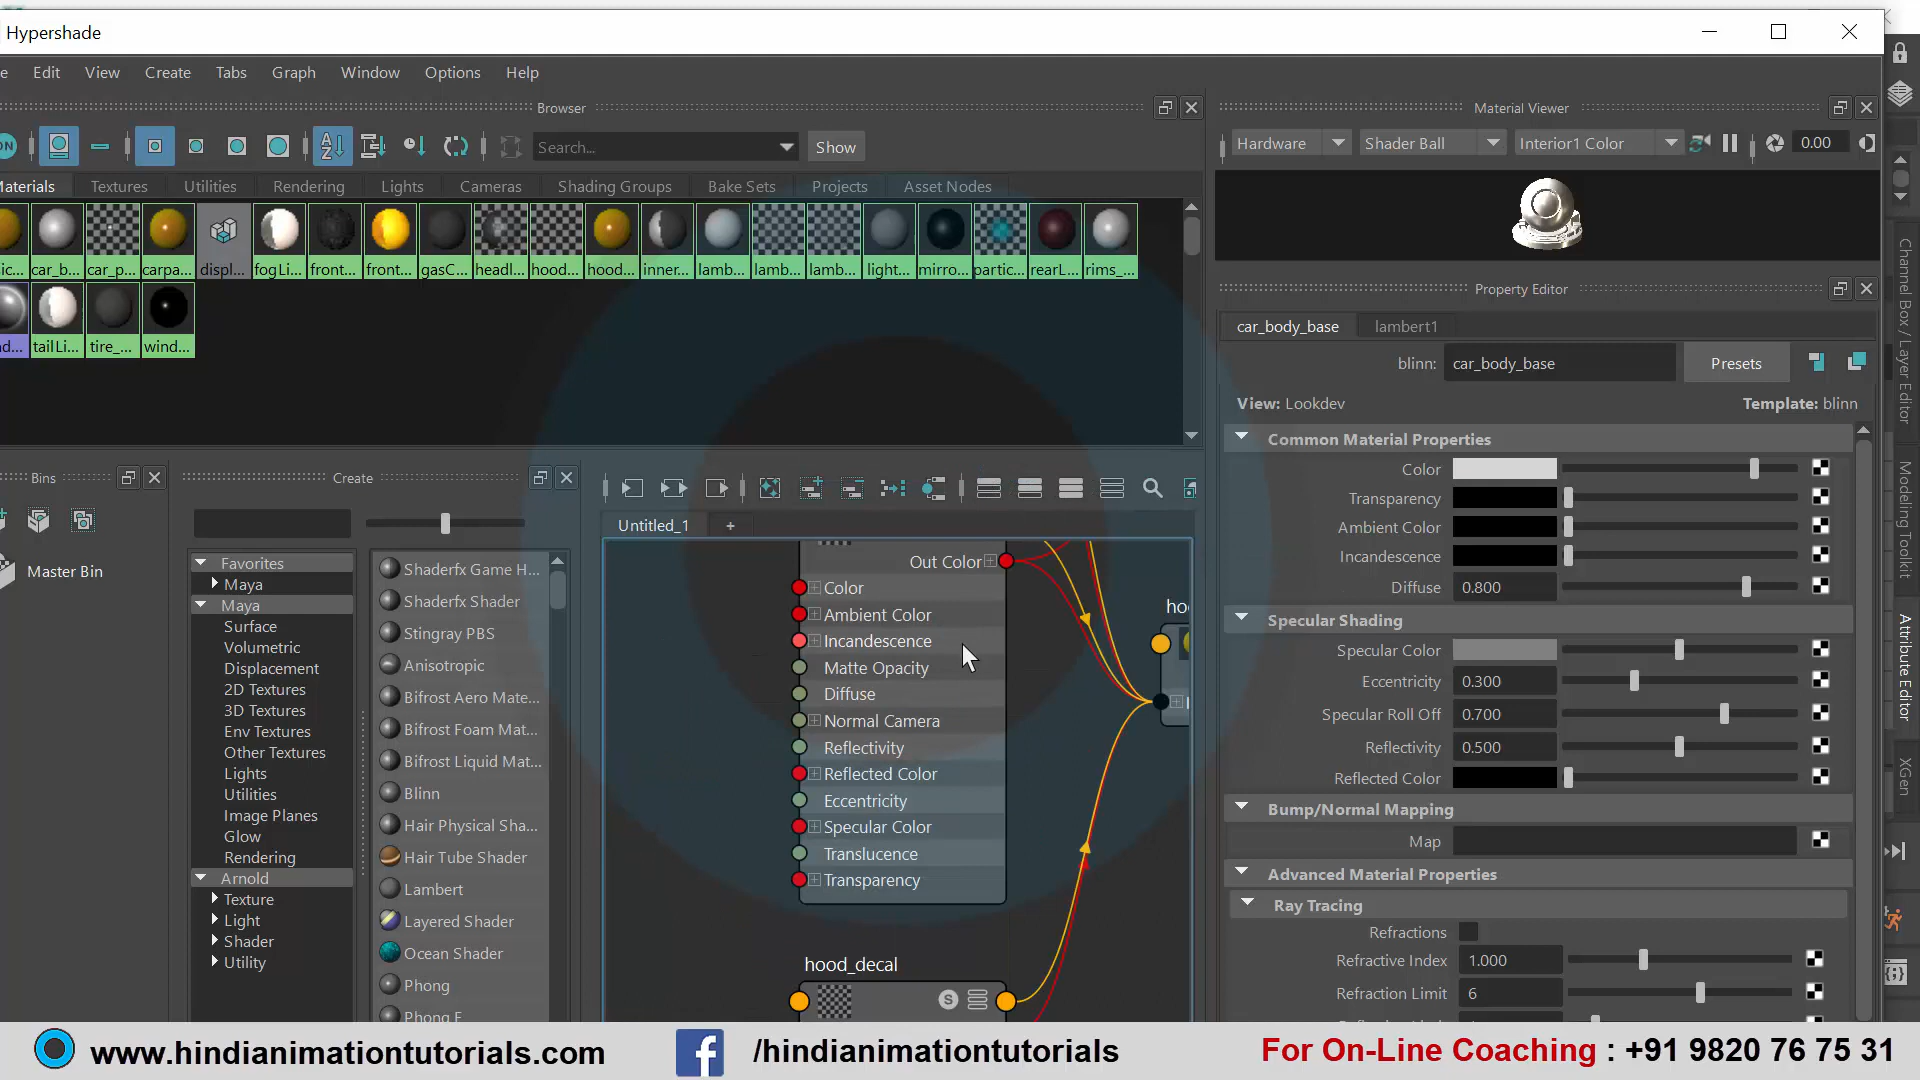 Hypershade
e Edit View Create Tabs Graph Window Options Help
Browser
Material Viewer
ON
Search...
Show
Hardware
Shader Ball
Interior1 Color
0.00
Materials Textures Utilities Rendering Lights Cameras Shading Groups Bake Sets Projects Asset Nodes
ic... car_b... car_p... carpa... displ... fogLi... front... front... gasC... headl... hood... hood... inner... lamb... lamb... lamb... light... mirro... partic... rearL... rims_...
nd... tailLi... tire_... wind...
Property Editor
car_body_base lambert1
blinn: car_body_base
Presets
View: Lookdev
Template: blinn
Common Material Properties
Color
Transparency
Ambient Color
Incandescence
Diffuse 0.800
Specular Shading
Specular Color
Eccentricity 0.300
Specular Roll Off 0.700
Reflectivity 0.500
Reflected Color
Bump/Normal Mapping
Map
Advanced Material Properties
Ray Tracing
Refractions
Refractive Index 1.000
Refraction Limit 6
Bins
Master Bin
Create
Favorites
Maya
Maya
Surface
Volumetric
Displacement
2D Textures
3D Textures
Env Textures
Other Textures
Lights
Utilities
Image Planes
Glow
Rendering
Arnold
Texture
Light
Shader
Utility
Shaderfx Game H...
Shaderfx Shader
Stingray PBS
Anisotropic
Bifrost Aero Mate...
Bifrost Foam Mat...
Bifrost Liquid Mat...
Blinn
Hair Physical Sha...
Hair Tube Shader
Lambert
Layered Shader
Ocean Shader
Phong
Phong E
Untitled_1 +
Out Color
Color
Ambient Color
Incandescence
Matte Opacity
Diffuse
Normal Camera
Reflectivity
Reflected Color
Eccentricity
Specular Color
Translucence
Transparency
hoo
hood_decal
S
Channel Box / Layer Editor
Modeling Toolkit
Attribute Editor
XGen
www.hindianimationtutorials.com
f /hindianimationtutorials
For On-Line Coaching : +91 9820 76 75 31